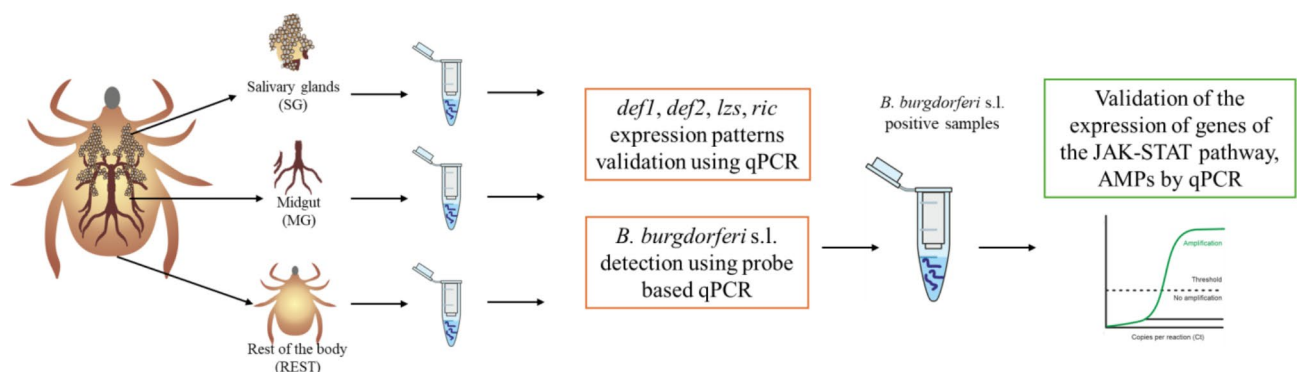 Salivary glands
(SG)
Midgut
(MG)
Rest of the body
(REST)
def1, def2, lzs, ric
expression patterns
validation using qPCR
B. burgdorferi s.l.
detection using probe
based qPCR
B. burgdorferi s.l.
positive samples
Validation of the
expression of genes of
the JAK-STAT pathway,
AMPs by qPCR
Amplification
Threshold
No amplification
Copies per reaction (Ct)